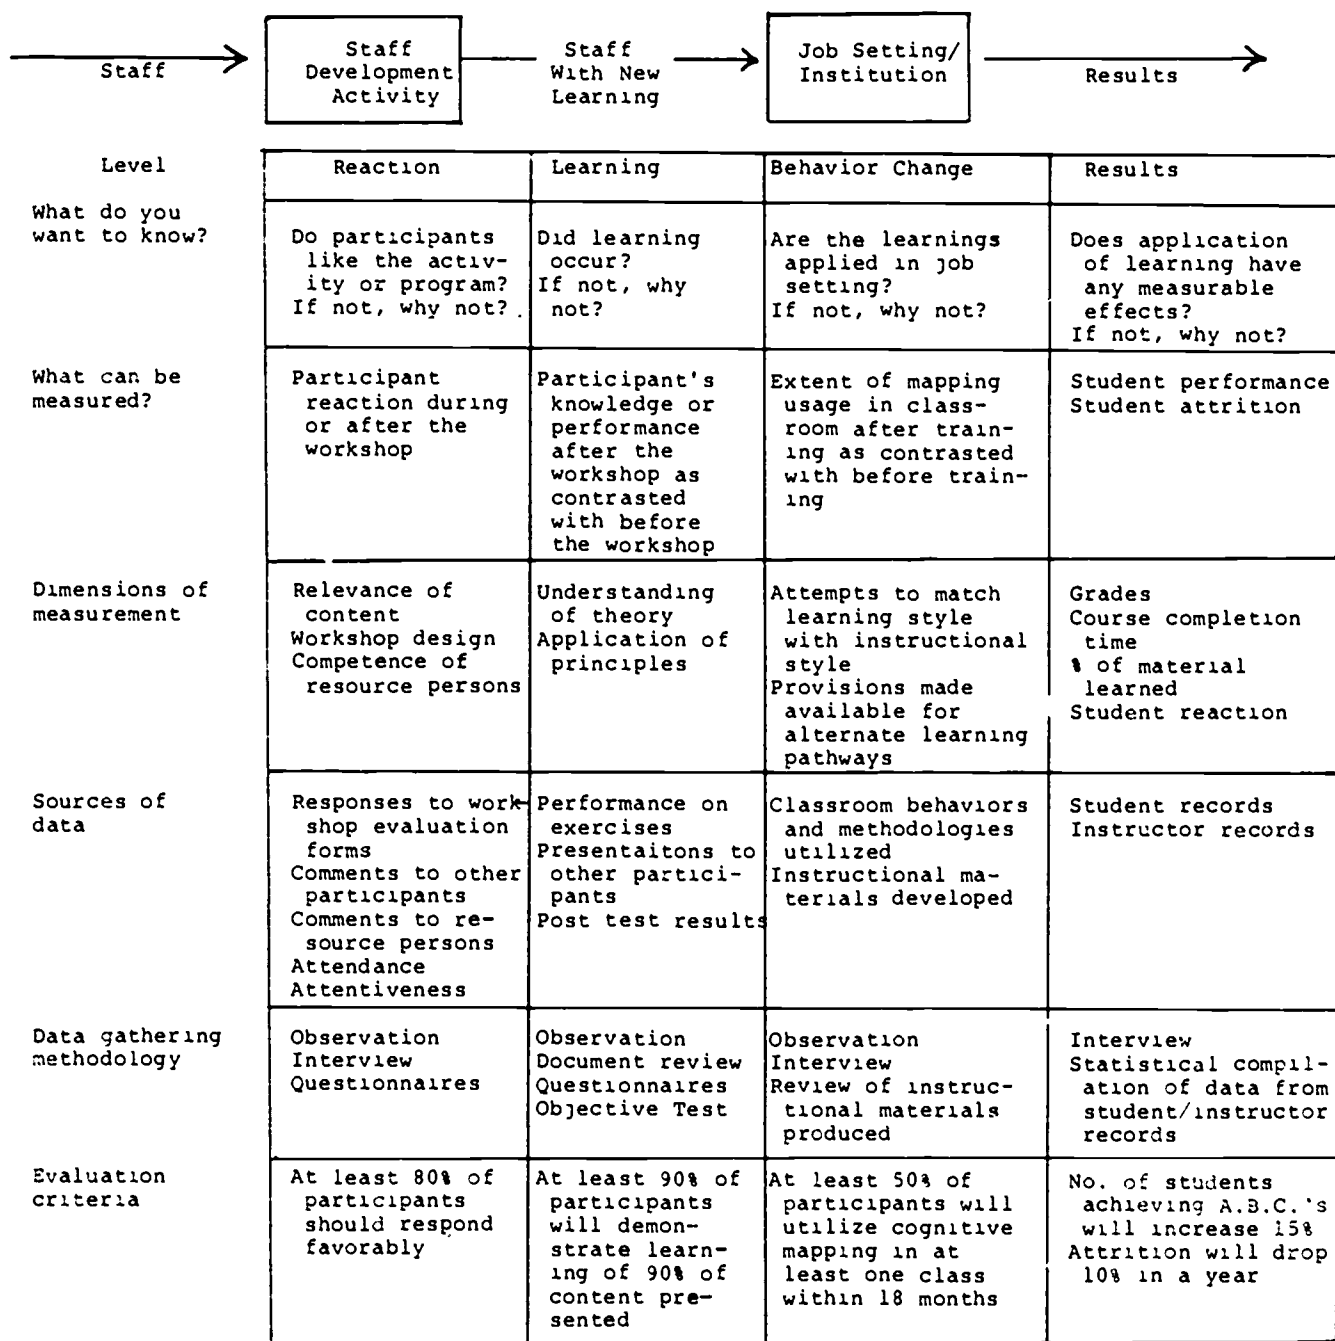 Staff
Staff
Development
Activity
Staff
With New
Learning
Job Setting/
Institution
Results
Level
Reaction
Learning
Behavior Change
Results
What do you
want to know?
Do participants
like the activ-
ity or program?
If not, why not?
Did learning
occur?
If not, why
not?
Are the learnings
applied in job
setting?
If not, why not?
Does application
of learning have
any measurable
effects?
If not, why not?
What can be
measured?
Participant
reaction during
or after the
workshop
Participant's
knowledge or
performance
after the
workshop as
contrasted
with before
the workshop
Extent of mapping
usage in class-
room after train-
ing as contrasted
with before train-
ing
Student performance
Student attrition
Dimensions of
measurement
Relevance of
content
Workshop design
Competence of
resource persons
Understanding
of theory
Application of
principles
Attempts to match
learning style
with instructional
style
Provisions made
available for
alternate learning
pathways
Grades
Course completion
time
% of material
learned
Student reaction
Sources of
data
Responses to work-
shop evaluation
forms
Comments to other
participants
Comments to re-
source persons
Attendance
Attentiveness
Performance on
exercises
Presentaitons to
other partici-
pants
Post test results
Classroom behaviors
and methodologies
utilized
Instructional ma-
terials developed
Student records
Instructor records
Data gathering
methodology
Observation
Interview
Questionnaires
Observation
Document review
Questionnaires
Objective Test
Observation
Interview
Review of instruc-
tional materials
produced
Interview
Statistical compil-
ation of data from
student/instructor
records
Evaluation
criteria
At least 80% of
participants
should respond
favorably
At least 90% of
participants
will demon-
strate learn-
ing of 90% of
content pre-
sented
At least 50% of
participants will
utilize cognitive
mapping in at
least one class
within 18 months
No. of students
achieving A.B.C.'s
will increase 15%
Attrition will drop
10% in a year